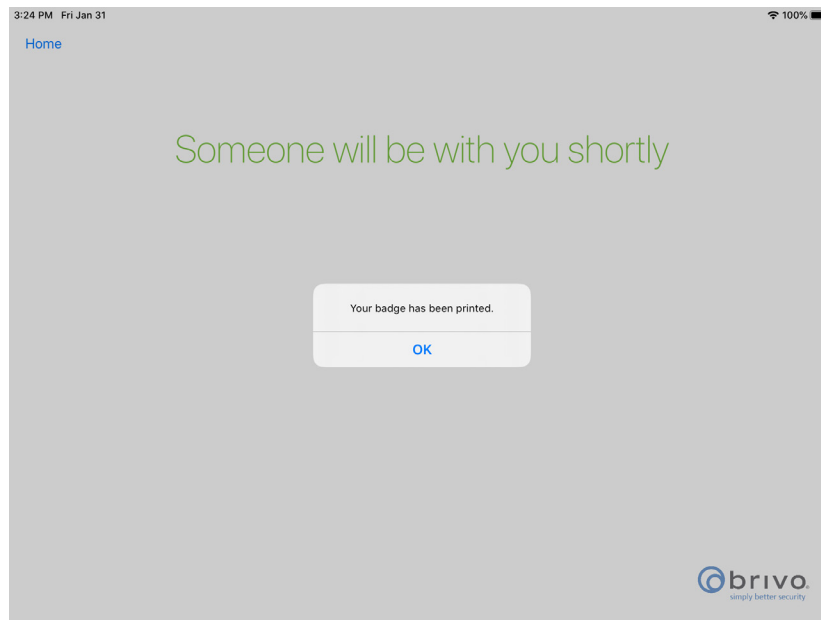 3:24 PM Fri Jan 31
100%
Home
Someone will be with you shortly
Your badge has been printed.
OK
brivo.
simply better security